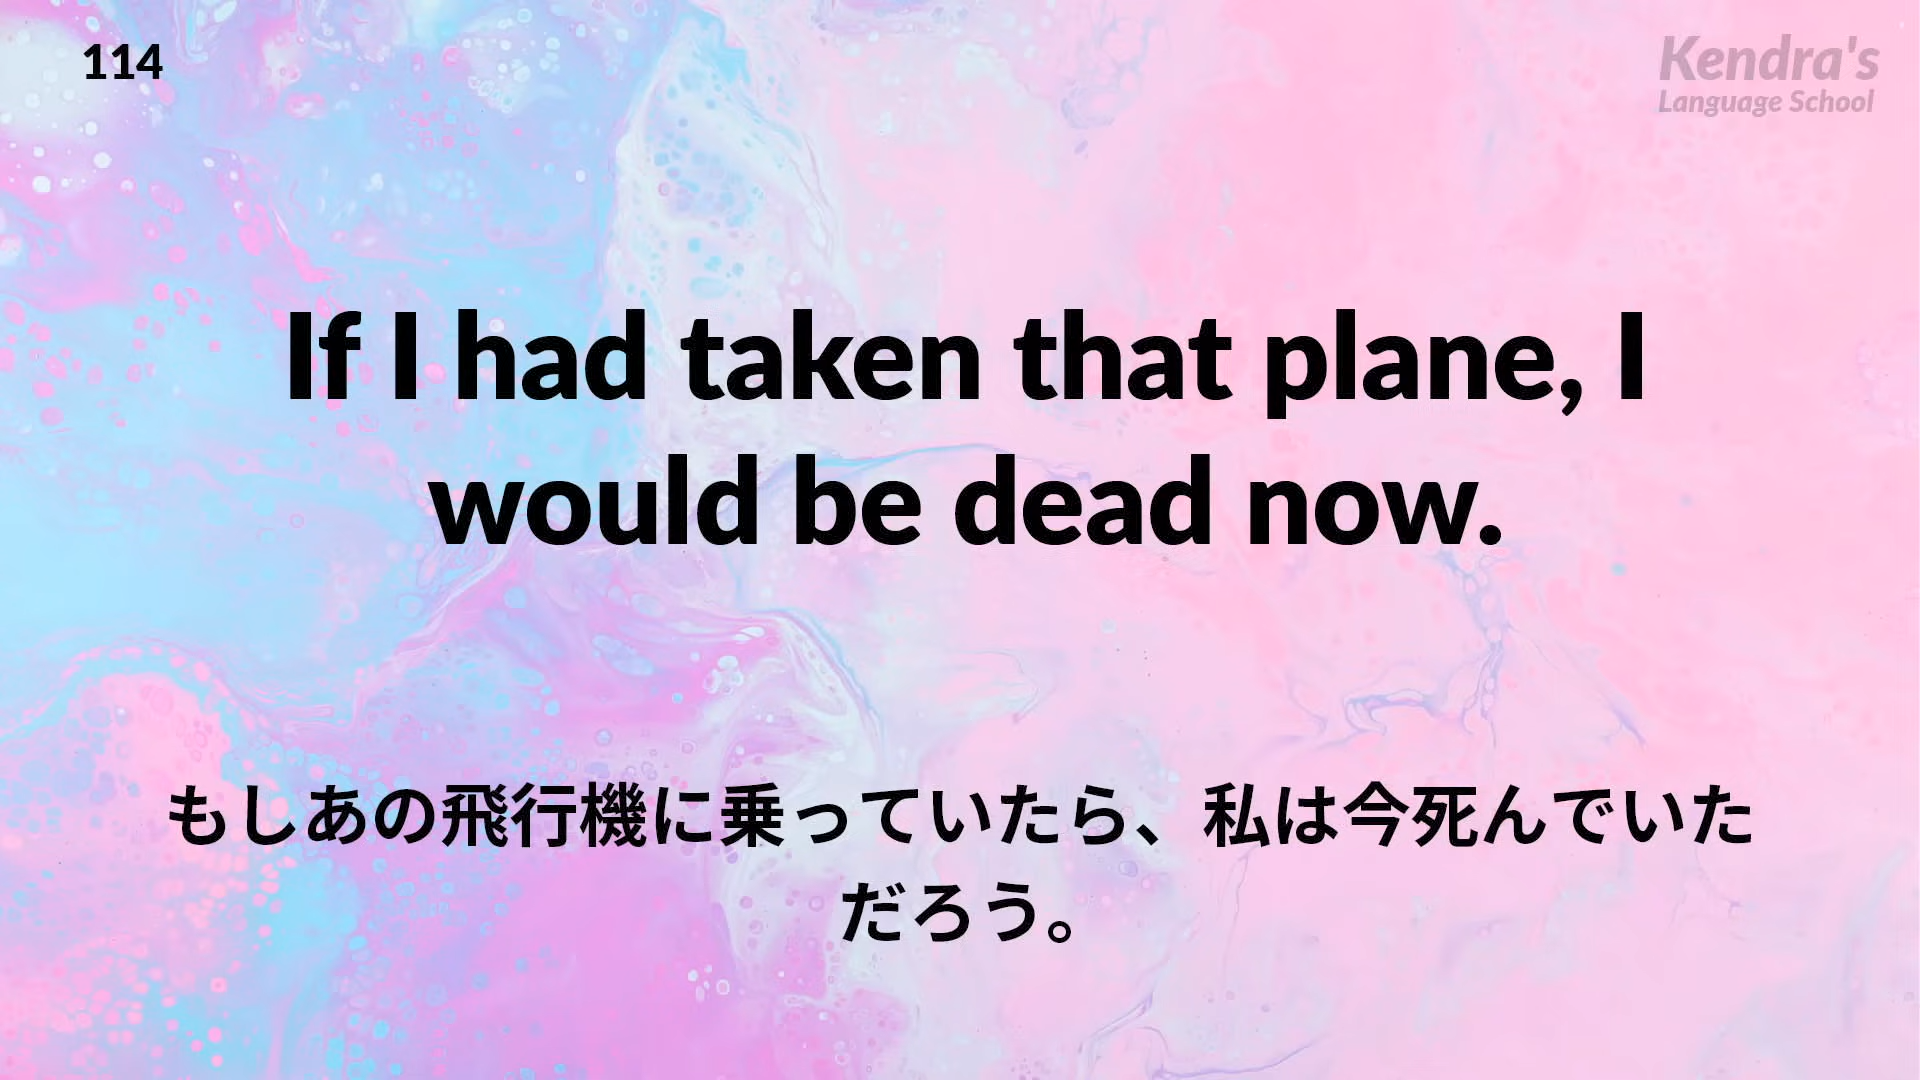 114
Kendra's
Language School
If I had taken that plane, I
would be dead now.
もしあの飛行機に乗っていたら、私は今死んでいた
だろう。